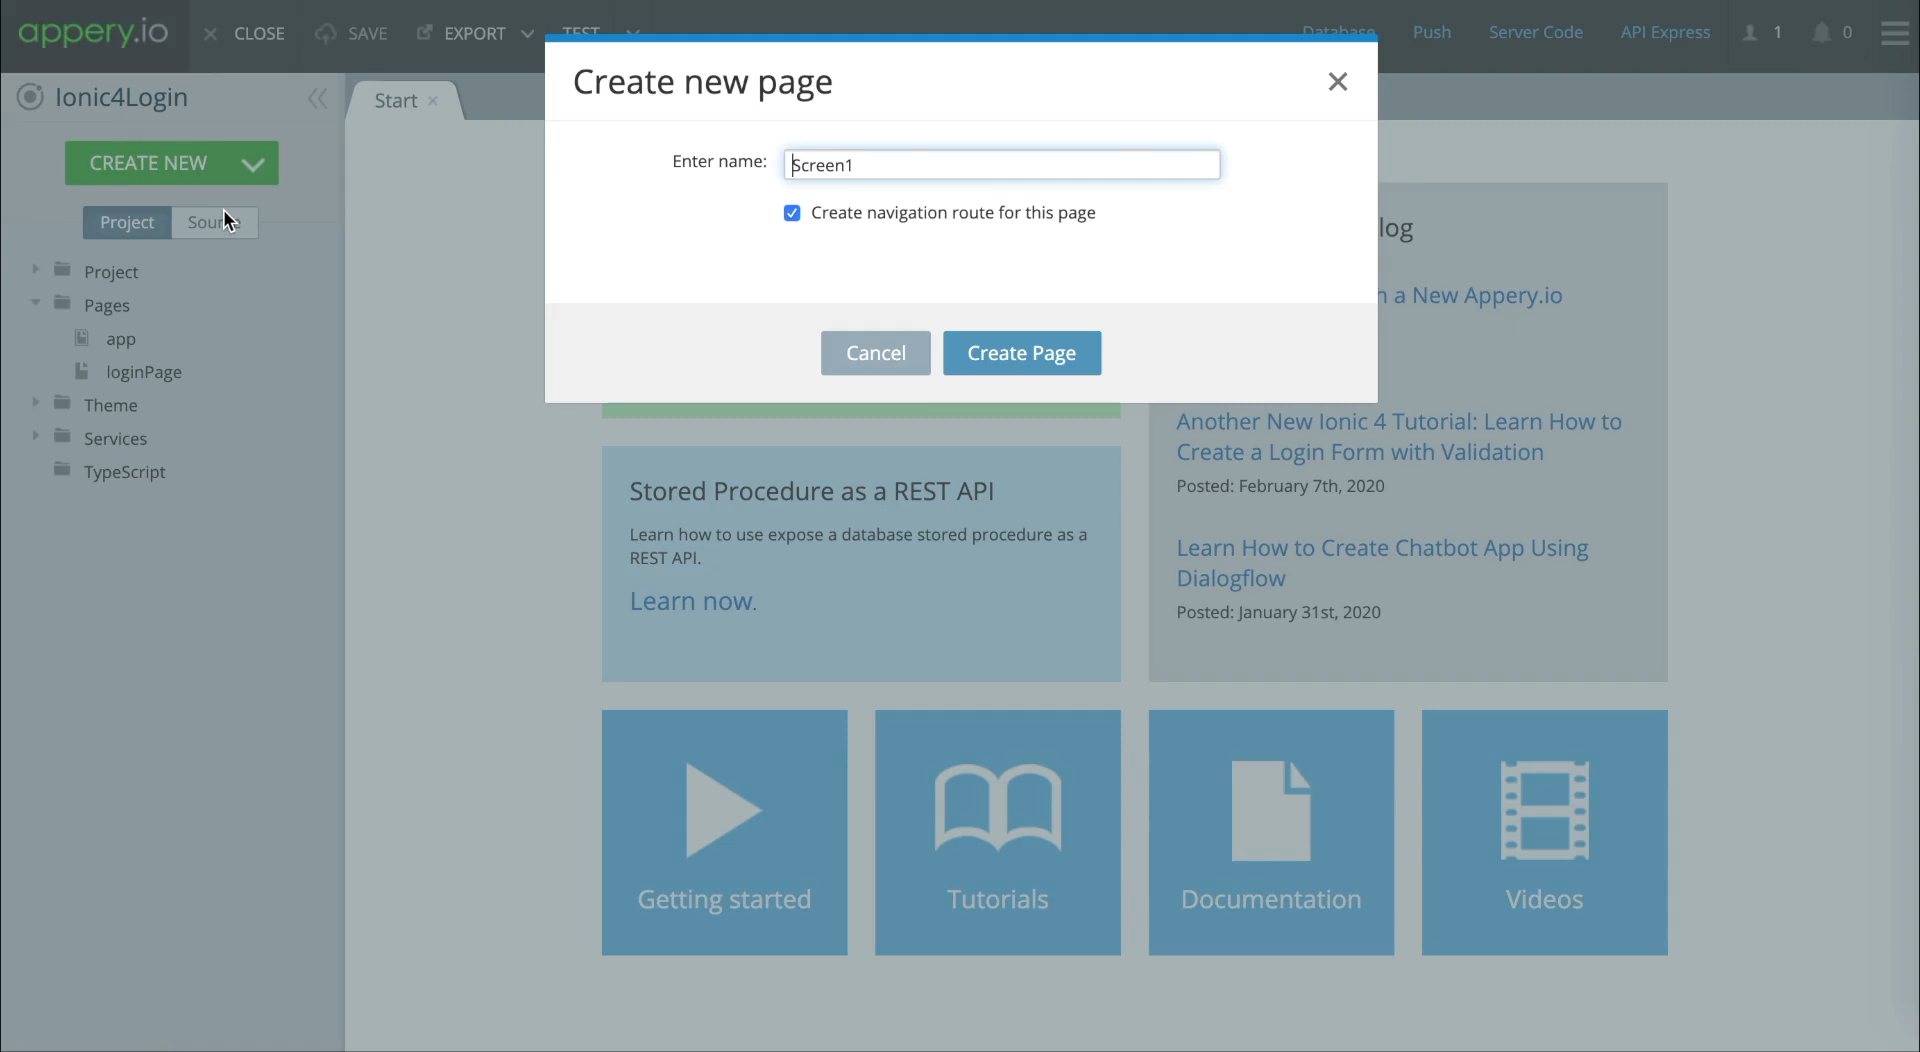 appery.io
CLOSE
SAVE
EXPORT
TEST
Database
Push
Server Code
API Express
1
0
Ionic4Login
Start
CREATE NEW
Project
Source
Project
Pages
app
loginPage
Theme
Services
TypeScript
Create new page
Enter name:
Screen1
Create navigation route for this page
Cancel
Create Page
log
a New Appery.io
Another New Ionic 4 Tutorial: Learn How to
Create a Login Form with Validation
Posted: February 7th, 2020
Learn How to Create Chatbot App Using
Dialogflow
Posted: January 31st, 2020
Stored Procedure as a REST API
Learn how to use expose a database stored procedure as a
REST API.
Learn now.
Getting started
Tutorials
Documentation
Videos